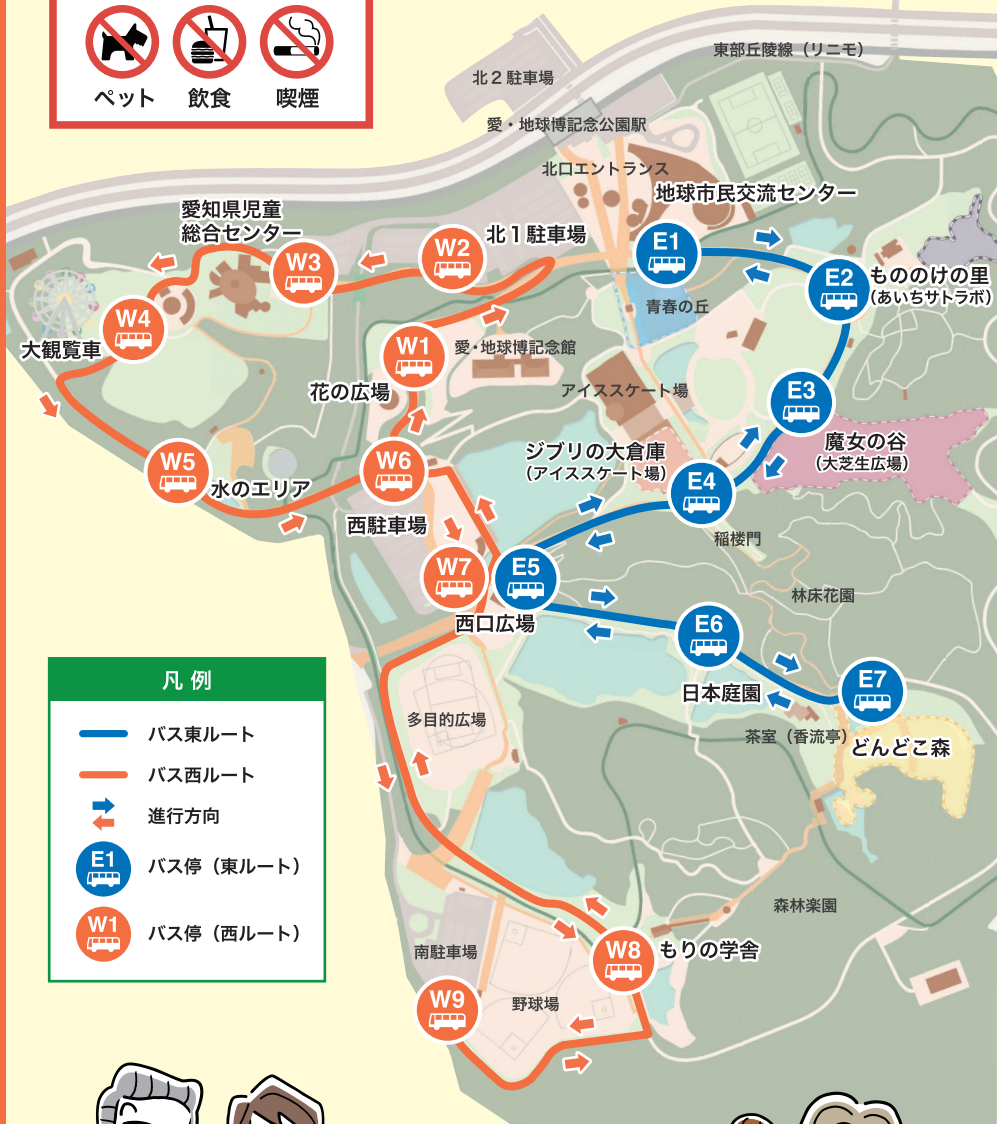 ペット
飲食
喫煙
東部丘陵線（リニモ）
北２駐車場
愛・地球博記念公園駅
北口エントランス
地球市民交流センター
愛知県児童
総合センター
北１駐車場
W2
E1
W3
E2
もののけの里
（あいちサトラボ）
青春の丘
W4
大観覧車
W1
愛・地球博記念館
花の広場
アイススケート場
E3
魔女の谷
（大芝生広場）
ジブリの大倉庫
（アイススケート場）
W5
水のエリア
W6
E4
西駐車場
稲楼門
W7
E5
林床花園
西口広場
E6
日本庭園
E7
茶室（香流亭）
どんどこ森
多目的広場
凡例
バス東ルート
バス西ルート
進行方向
E1
バス停（東ルート）
W1
バス停（西ルート）
森林楽園
南駐車場
W8
もりの学舎
W9
野球場